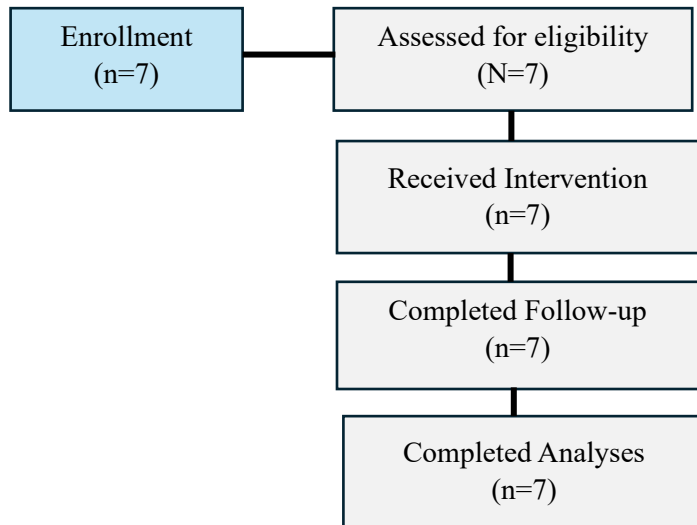 Enrollment
(n=7)
Assessed for eligibility
(N=7)
Received Intervention
(n=7)
Completed Follow-up
(n=7)
Completed Analyses
(n=7)